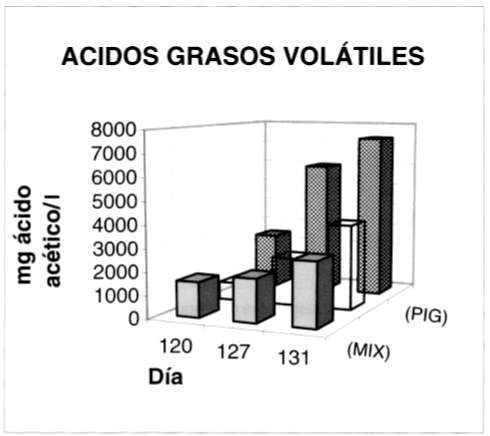 ACIDOS GRASOS VOLÁTILES
8000
7000
6000
5000
4000
3000
2000
1000
0
mg ácido
acético/l
120
127
131
Día
(MIX)
(PIG)